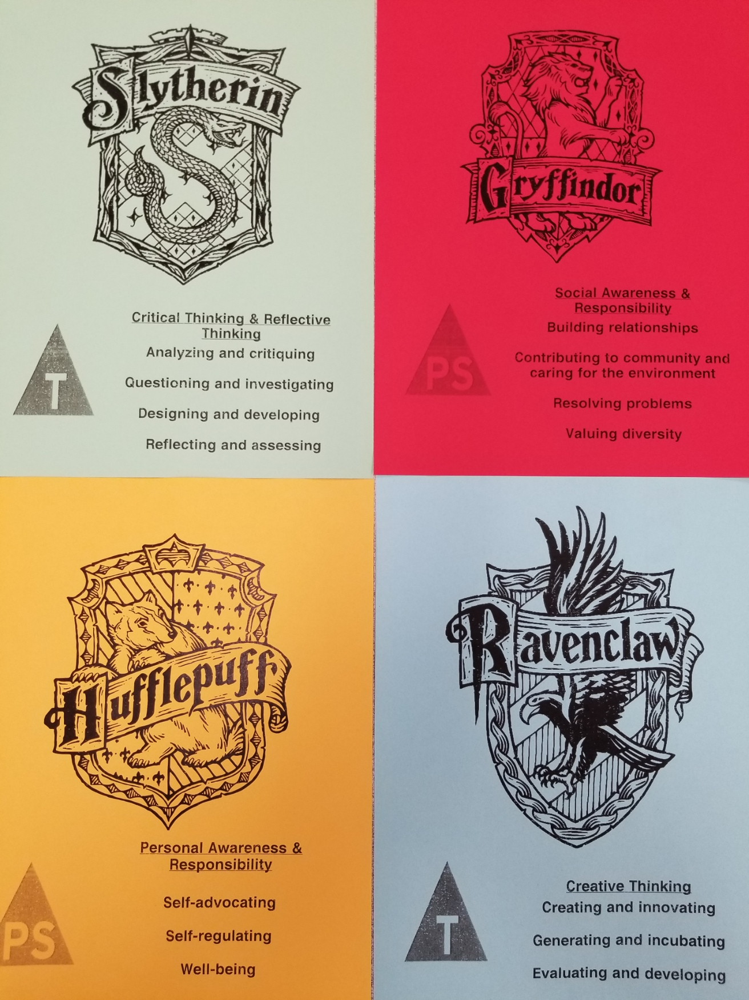 Slytherin
Critical Thinking & Reflective
Thinking
Analyzing and critiquing
Questioning and investigating
Designing and developing
Reflecting and assessing
T
Gryffindor
Social Awareness &
Responsibility
Building relationships
Contributing to community and
caring for the environment
Resolving problems
Valuing diversity
PS
Hufflepuff
Personal Awareness &
Responsibility
Self-advocating
Self-regulating
Well-being
PS
Ravenclaw
Creative Thinking
Creating and innovating
Generating and incubating
Evaluating and developing
T